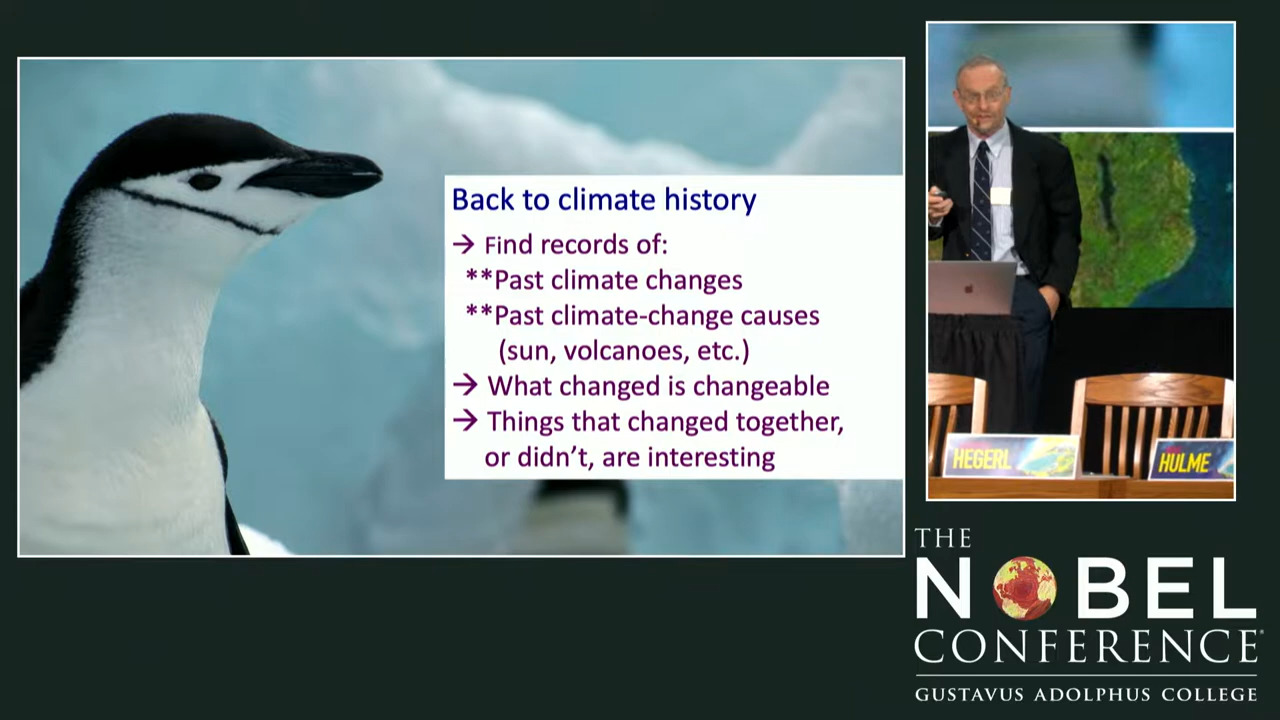 Back to climate history
→ Find records of:
**Past climate changes
**Past climate-change causes
(sun, volcanoes, etc.)
→ What changed is changeable
→ Things that changed together,
or didn't, are interesting
HEGERL
HULME
THE
NOBEL
CONFERENCE®
GUSTAVUS ADOLPHUS COLLEGE